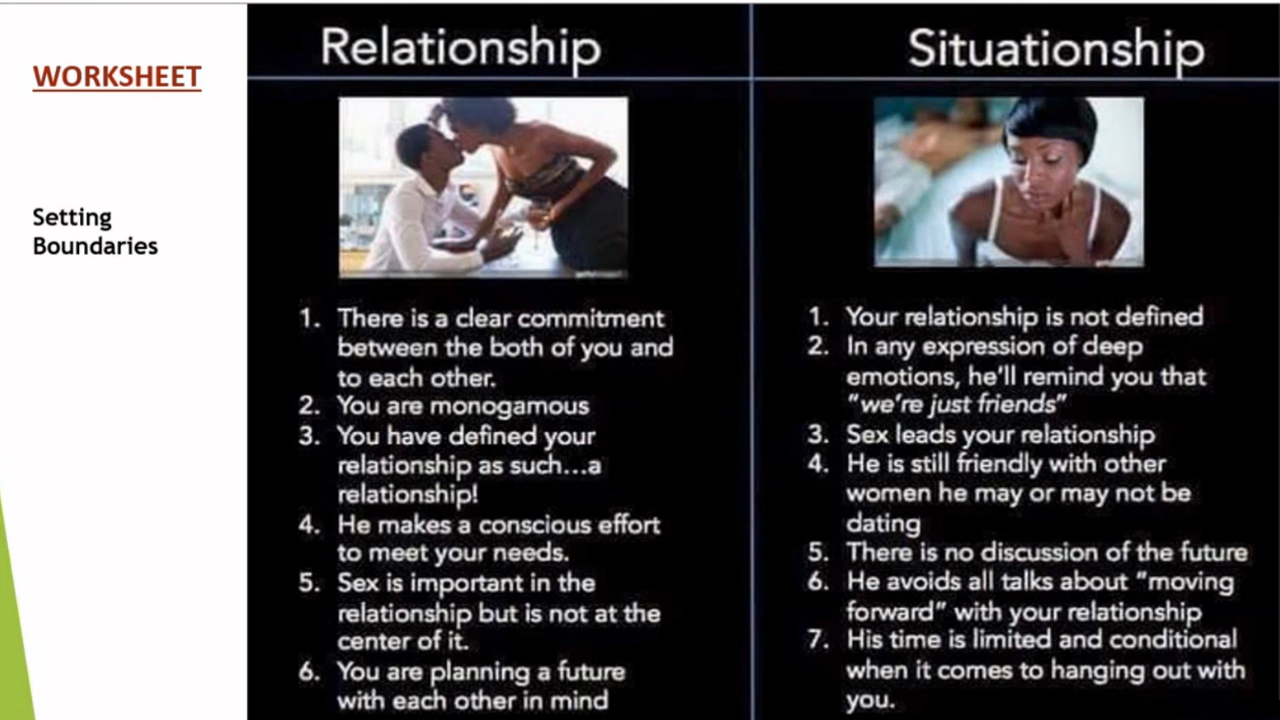 WORKSHEET
Setting
Boundaries
Relationship
1. There is a clear commitment
between the both of you and
to each other.
2. You are monogamous
3. You have defined your
relationship as such...a
relationship!
4. He makes a conscious effort
to meet your needs.
5. Sex is important in the
relationship but is not at the
center of it.
6. You are planning a future
with each other in mind
Situationship
1. Your relationship is not defined
2. In any expression of deep
emotions, he'll remind you that
"we're just friends"
3. Sex leads your relationship
4. He is still friendly with other
women he may or may not be
dating
5. There is no discussion of the future
6. He avoids all talks about "moving
forward" with your relationship
7. His time is limited and conditional
when it comes to hanging out with
you.